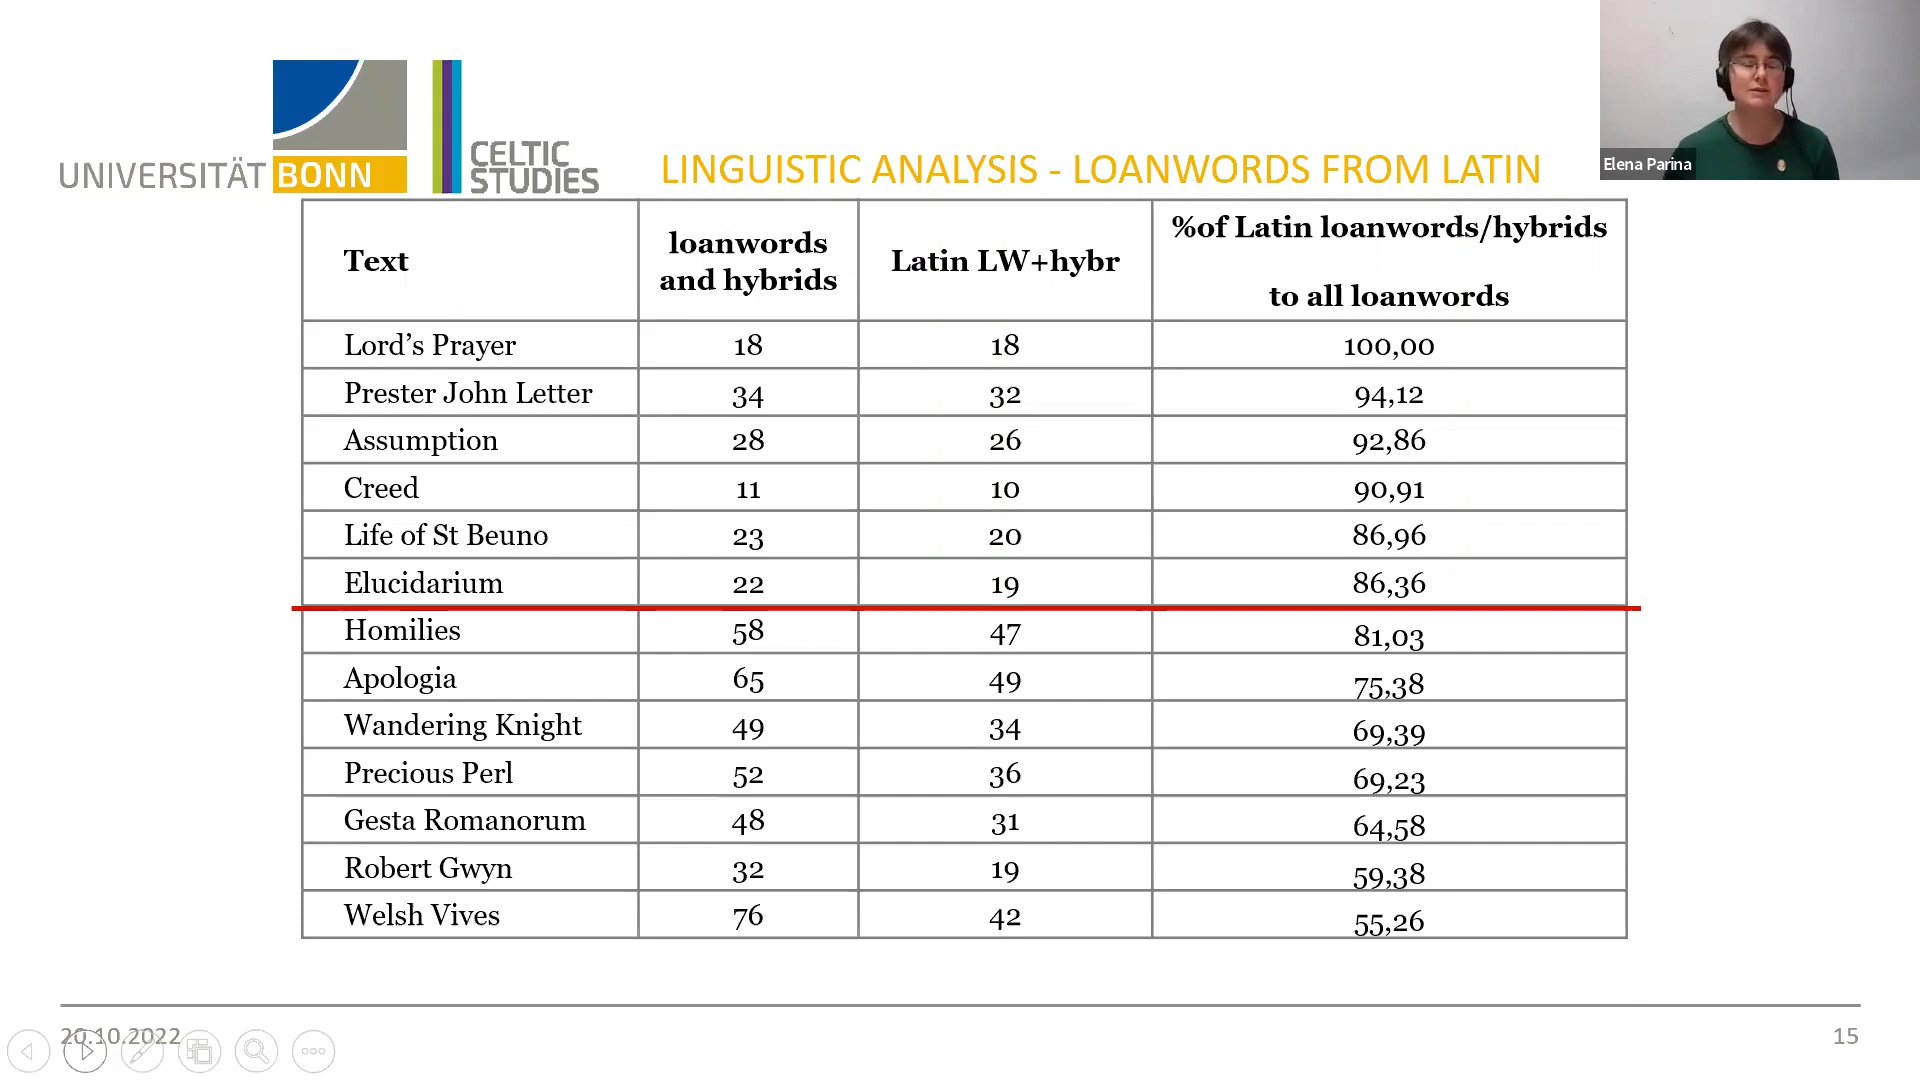 UNIVERSITÄT BONN
CELTIC
STUDIES
LINGUISTIC ANALYSIS - LOANWORDS FROM LATIN
Elena Parina
Text
loanwords
and hybrids
Latin LW+hybr
%of Latin loanwords/hybrids
to all loanwords
Lord’s Prayer 18 18 100,00
Prester John Letter 34 32 94,12
Assumption 28 26 92,86
Creed 11 10 90,91
Life of St Beuno 23 20 86,96
Elucidarium 22 19 86,36
Homilies 58 47 81,03
Apologia 65 49 75,38
Wandering Knight 49 34 69,39
Precious Perl 52 36 69,23
Gesta Romanorum 48 31 64,58
Robert Gwyn 32 19 59,38
Welsh Vives 76 42 55,26
20.10.2022
15